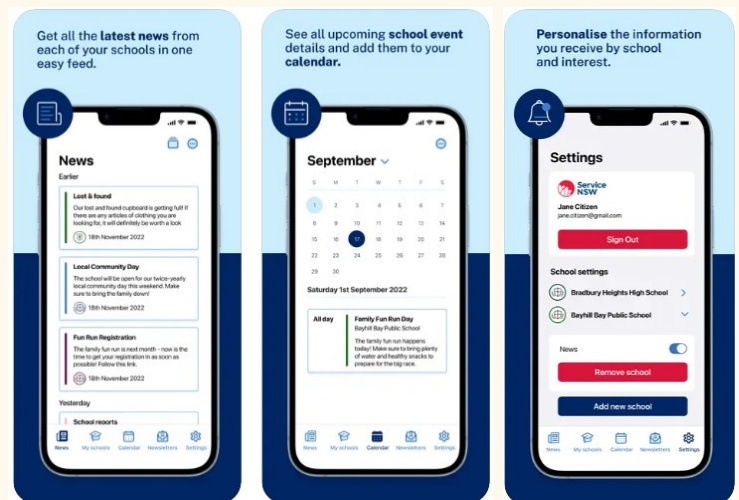 Get all the latest news from
each of your schools in one
easy feed.
News
Earlier
Lost & found
Our lost and found cupboard is getting full! If
there are any articles of clothing you are
looking for, it will definitely be worth a look
18th November 2022
Local Community Day
The school will be open for our twice-yearly
local community day this weekend. Make
sure to bring the family down!
18th November 2022
Fun Run Registration
The family fun run is next month - now is the
time to get your registration in as soon as
possible! Follow this link.
18th November 2022
Yesterday
School reports
News My schools Calendar Newsletters Settings
See all upcoming school event
details and add them to your
calendar.
September
S M T W T F S
1 2 3 4 5 6 7
8 9 10 11 12 13 14
15 16 17 18 19 20 21
22 23 24 25 26 27 28
29 30
Saturday 1st September 2022
All day
Family Fun Run Day
Bayhill Bay Public School
The family fun run happens
today! Make sure to bring plenty
of water and healthy snacks to
prepare for the big race.
News My schools Calendar Newsletters Settings
Personalise the information
you receive by school
and interest.
Settings
Service
NSW
Jane Citizen
jane.citizen@gmail.com
Sign Out
School settings
Bradbury Heights High School
Bayhill Bay Public School
News
Remove school
Add new school
News My schools Calendar Newsletters Settings